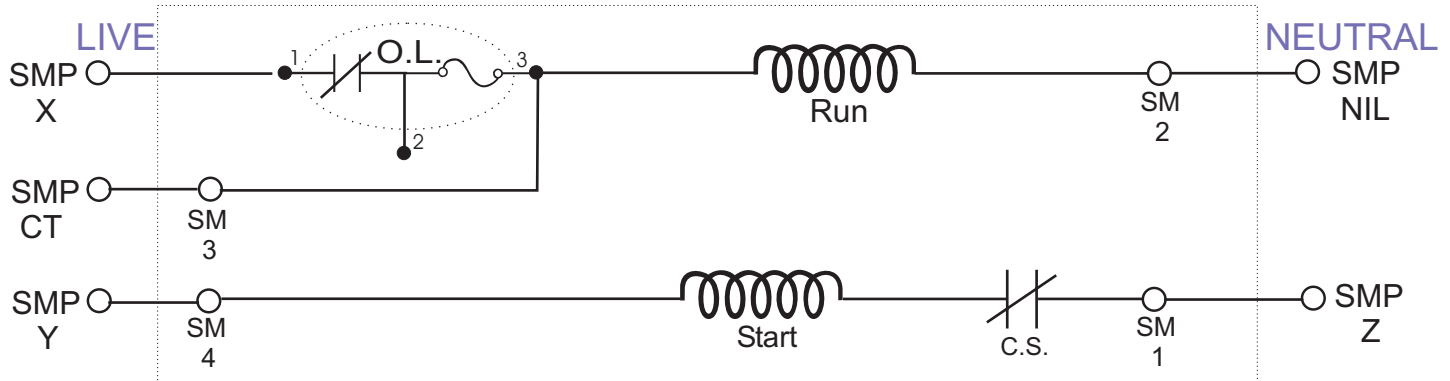 LIVE
NEUTRAL
SMP
X
1
O.L.
3
2
Run
SM
2
SMP
NIL
SMP
CT
SM
3
SMP
Y
SM
4
Start
C.S.
SM
1
SMP
Z